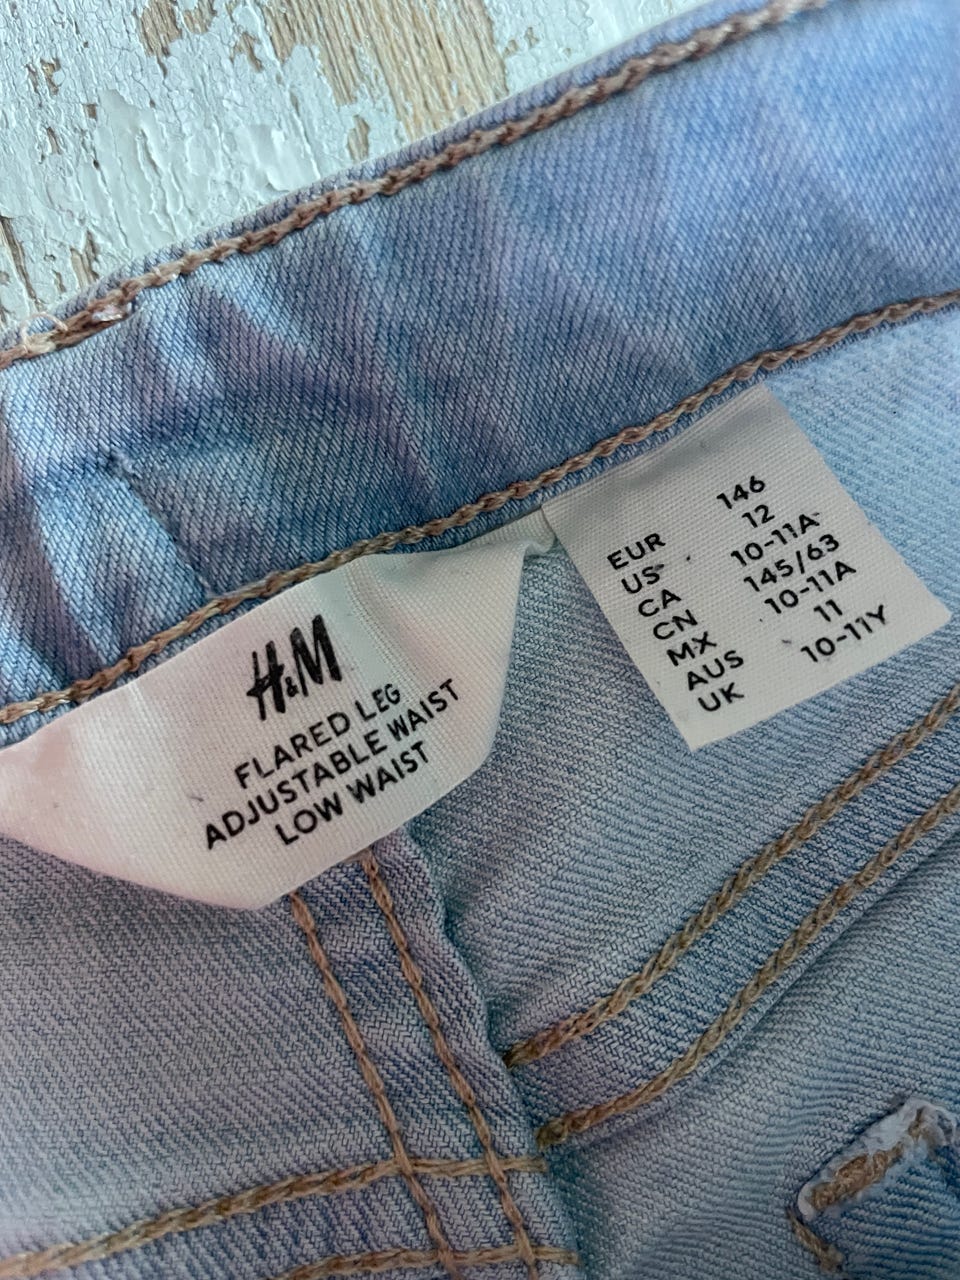 H&M
FLARED LEG
ADJUSTABLE WAIST
LOW WAIST
EUR 146
US 12
CA 10-11A
CN 145/63
MX 10-11A
AUS 11
UK 10-11Y